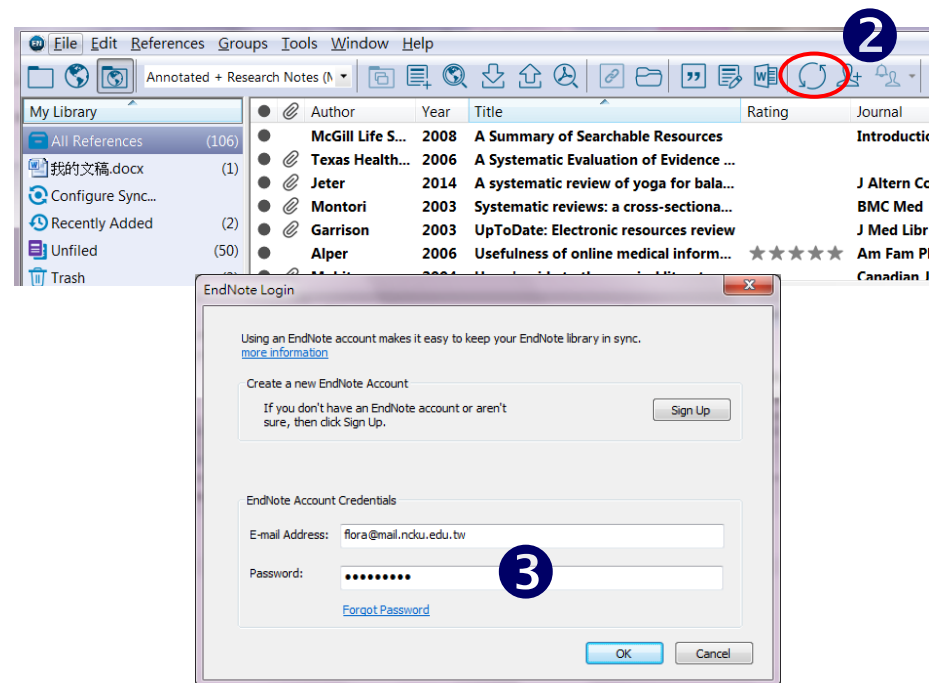 2
EN File Edit References Groups Tools Window Help
Annotated + Research Notes (N
My Library Author Year Title Rating Journal
All References (106) McGill Life S... 2008 A Summary of Searchable Resources Introductic
我的文稿.docx (1) Texas Health... 2006 A Systematic Evaluation of Evidence ...
Configure Sync... Jeter 2014 A systematic review of yoga for bala... J Altern Co
Montori 2003 Systematic reviews: a cross-sectiona... BMC Med
Recently Added (2) Garrison 2003 UpToDate: Electronic resources review J Med Libr
Unfiled (50) Alper 2006 Usefulness of online medical inform... ★★★★★ Am Fam P
Trash Canadian J
EndNote Login
Using an EndNote account makes it easy to keep your EndNote library in sync.
more information
Create a new EndNote Account
If you don't have an EndNote account or aren't
sure, then click Sign Up.
Sign Up
EndNote Account Credentials
E-mail Address: flora@mail.ncku.edu.tw
Password: •••••••••
3
Forgot Password
OK Cancel